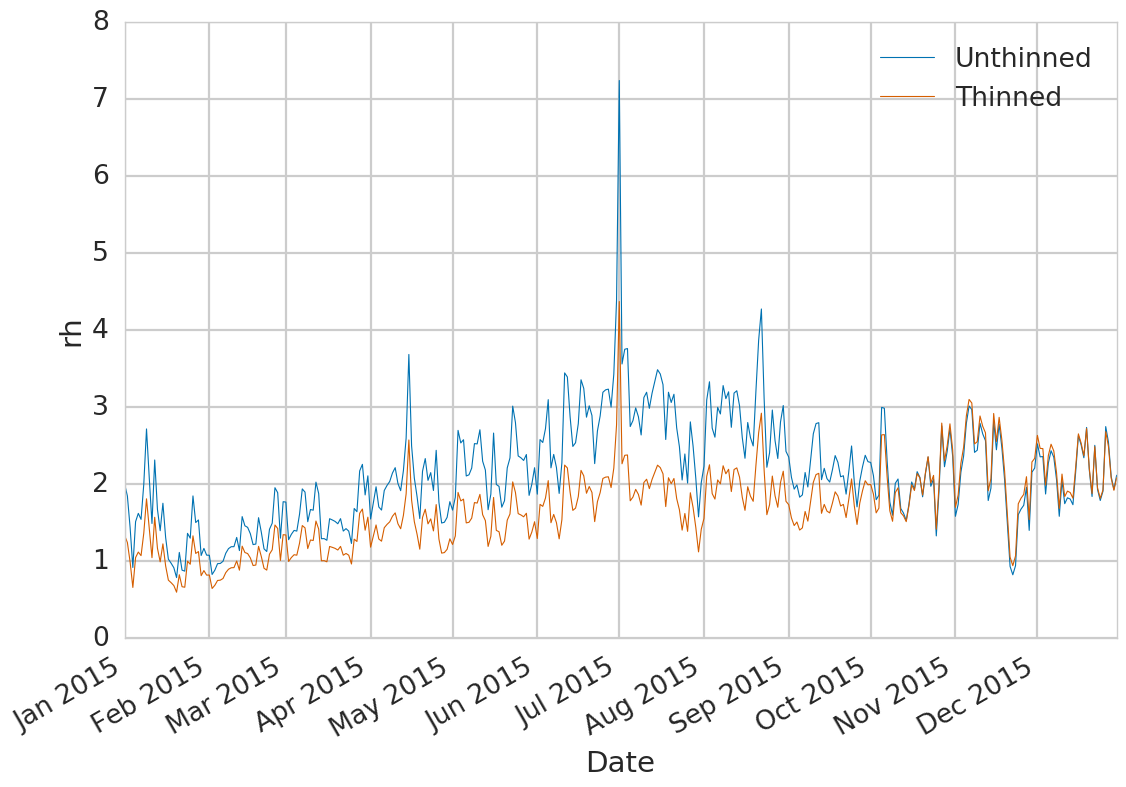 8
7
6
5
4
3
2
1
0
rh
Unthinned
Thinned
Jan 2015
Feb 2015
Mar 2015
Apr 2015
May 2015
Jun 2015
Jul 2015
Aug 2015
Sep 2015
Oct 2015
Nov 2015
Dec 2015
Date